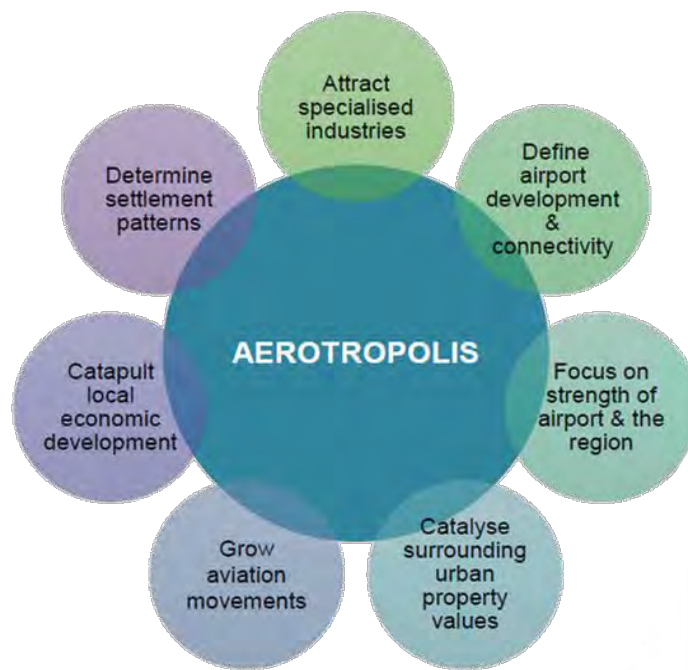 Attract
specialised
industries
Define
airport
development
&
connectivity
Focus on
strength of
airport & the
region
Catalyse
surrounding
urban
property
values
Grow
aviation
movements
Catapult
local
economic
development
Determine
settlement
patterns
AEROTROPOLIS